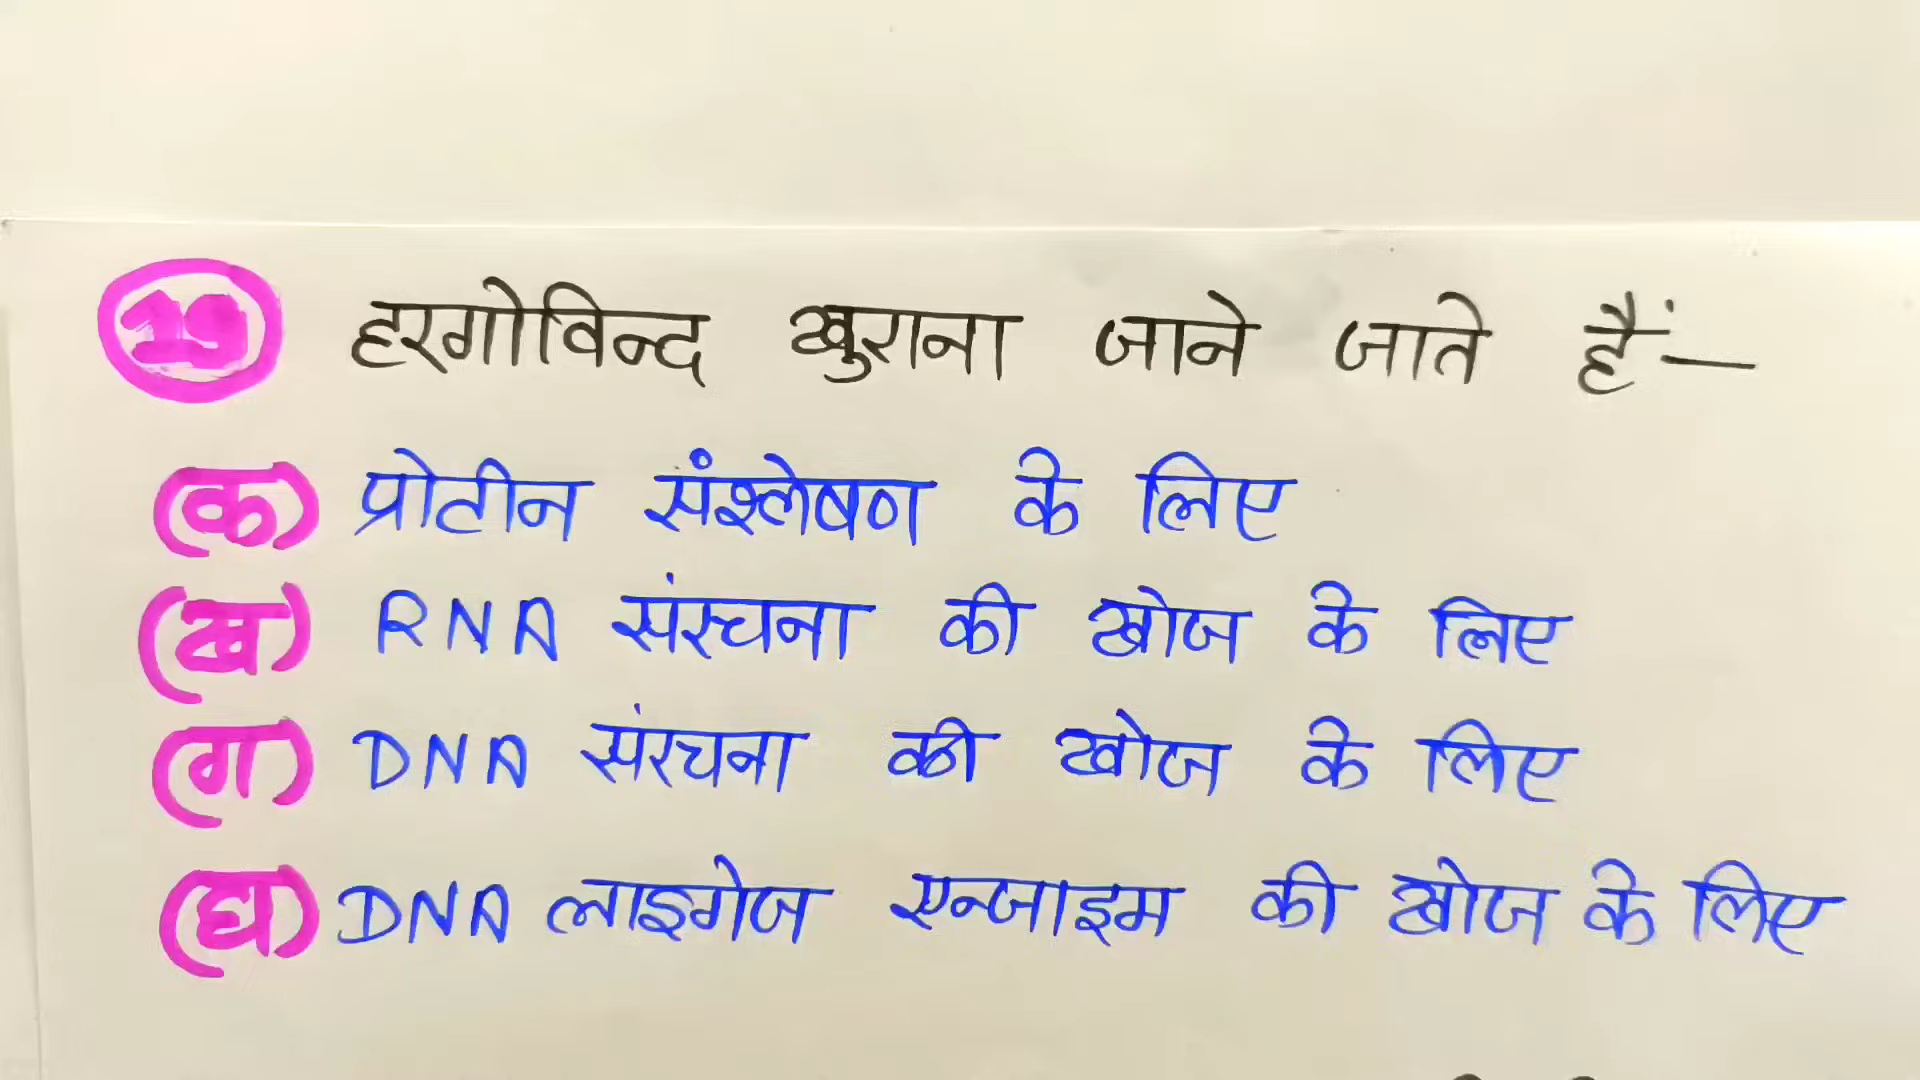 19 हरगोविन्द खुराना जाने जाते हैं-
(क) प्रोटीन संश्लेषण के लिए
(ख) RNA संरचना की खोज के लिए
(ग) DNA संरचना की खोज के लिए
(घ) DNA लाइगेज एन्जाइम की खोज के लिए